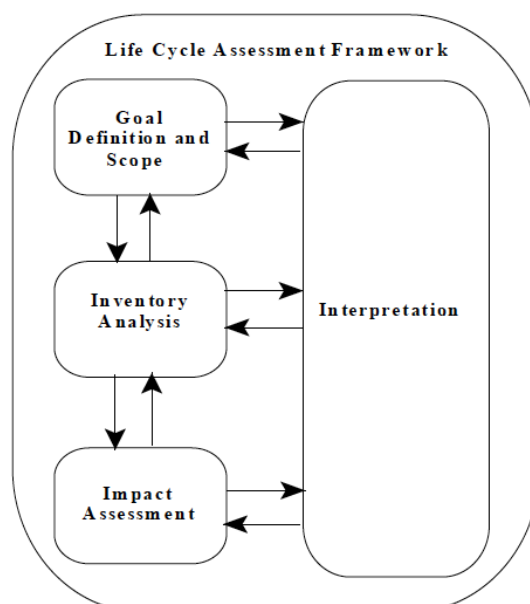 Life Cycle Assessment Framework
Goal
Definition and
Scope
Inventory
Analysis
Interpretation
Impact
Assessment